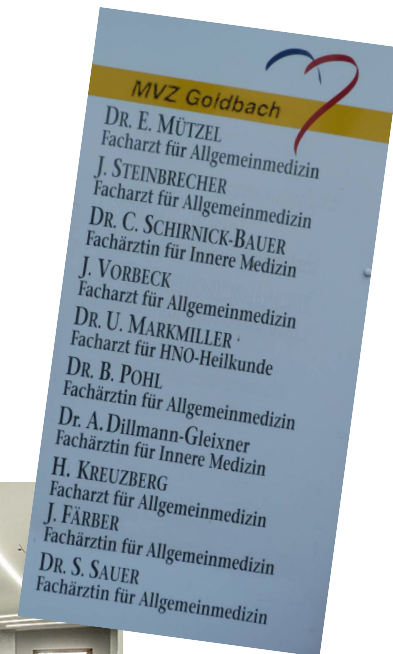 MVZ Goldbach
DR. E. MÜTZEL
Facharzt für Allgemeinmedizin
J. STEINBRECHER
Facharzt für Allgemeinmedizin
DR. C. SCHIRNICK-BAUER
Fachärztin für Innere Medizin
J. VORBECK
Facharzt für Allgemeinmedizin
DR. U. MARKMILLER
Facharzt für HNO-Heilkunde
DR. B. POHL
Fachärztin für Allgemeinmedizin
Dr. A. Dillmann-Gleixner
Fachärztin für Innere Medizin
H. KREUZBERG
Facharzt für Allgemeinmedizin
J. FÄRBER
Fachärztin für Allgemeinmedizin
DR. S. SAUER
Fachärztin für Allgemeinmedizin